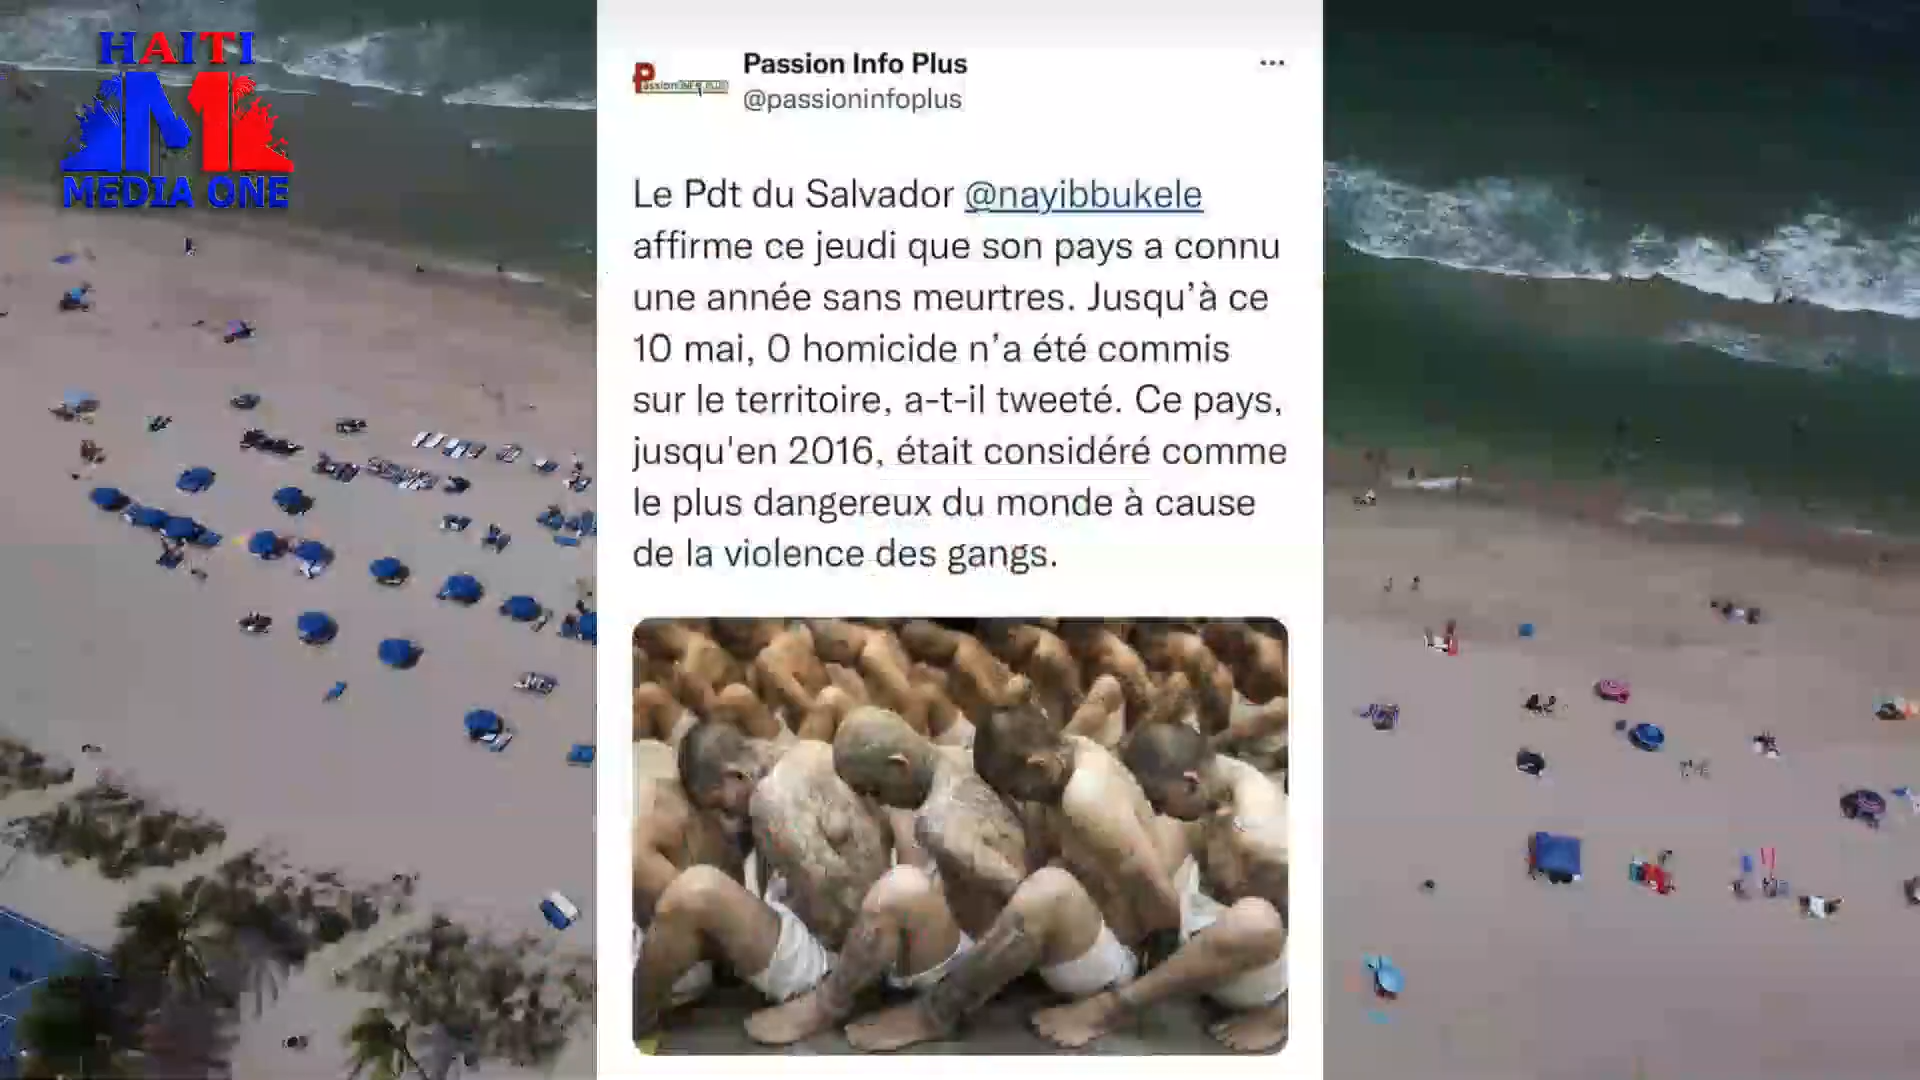 HAITI
M1
MEDIA ONE
Passion Info Plus
@passioninfoplus
Le Pdt du Salvador @nayibbukele
affirme ce jeudi que son pays a connu
une année sans meurtres. Jusqu’à ce
10 mai, 0 homicide n’a été commis
sur le territoire, a-t-il tweeté. Ce pays,
jusqu'en 2016, était considéré comme
le plus dangereux du monde à cause
de la violence des gangs.